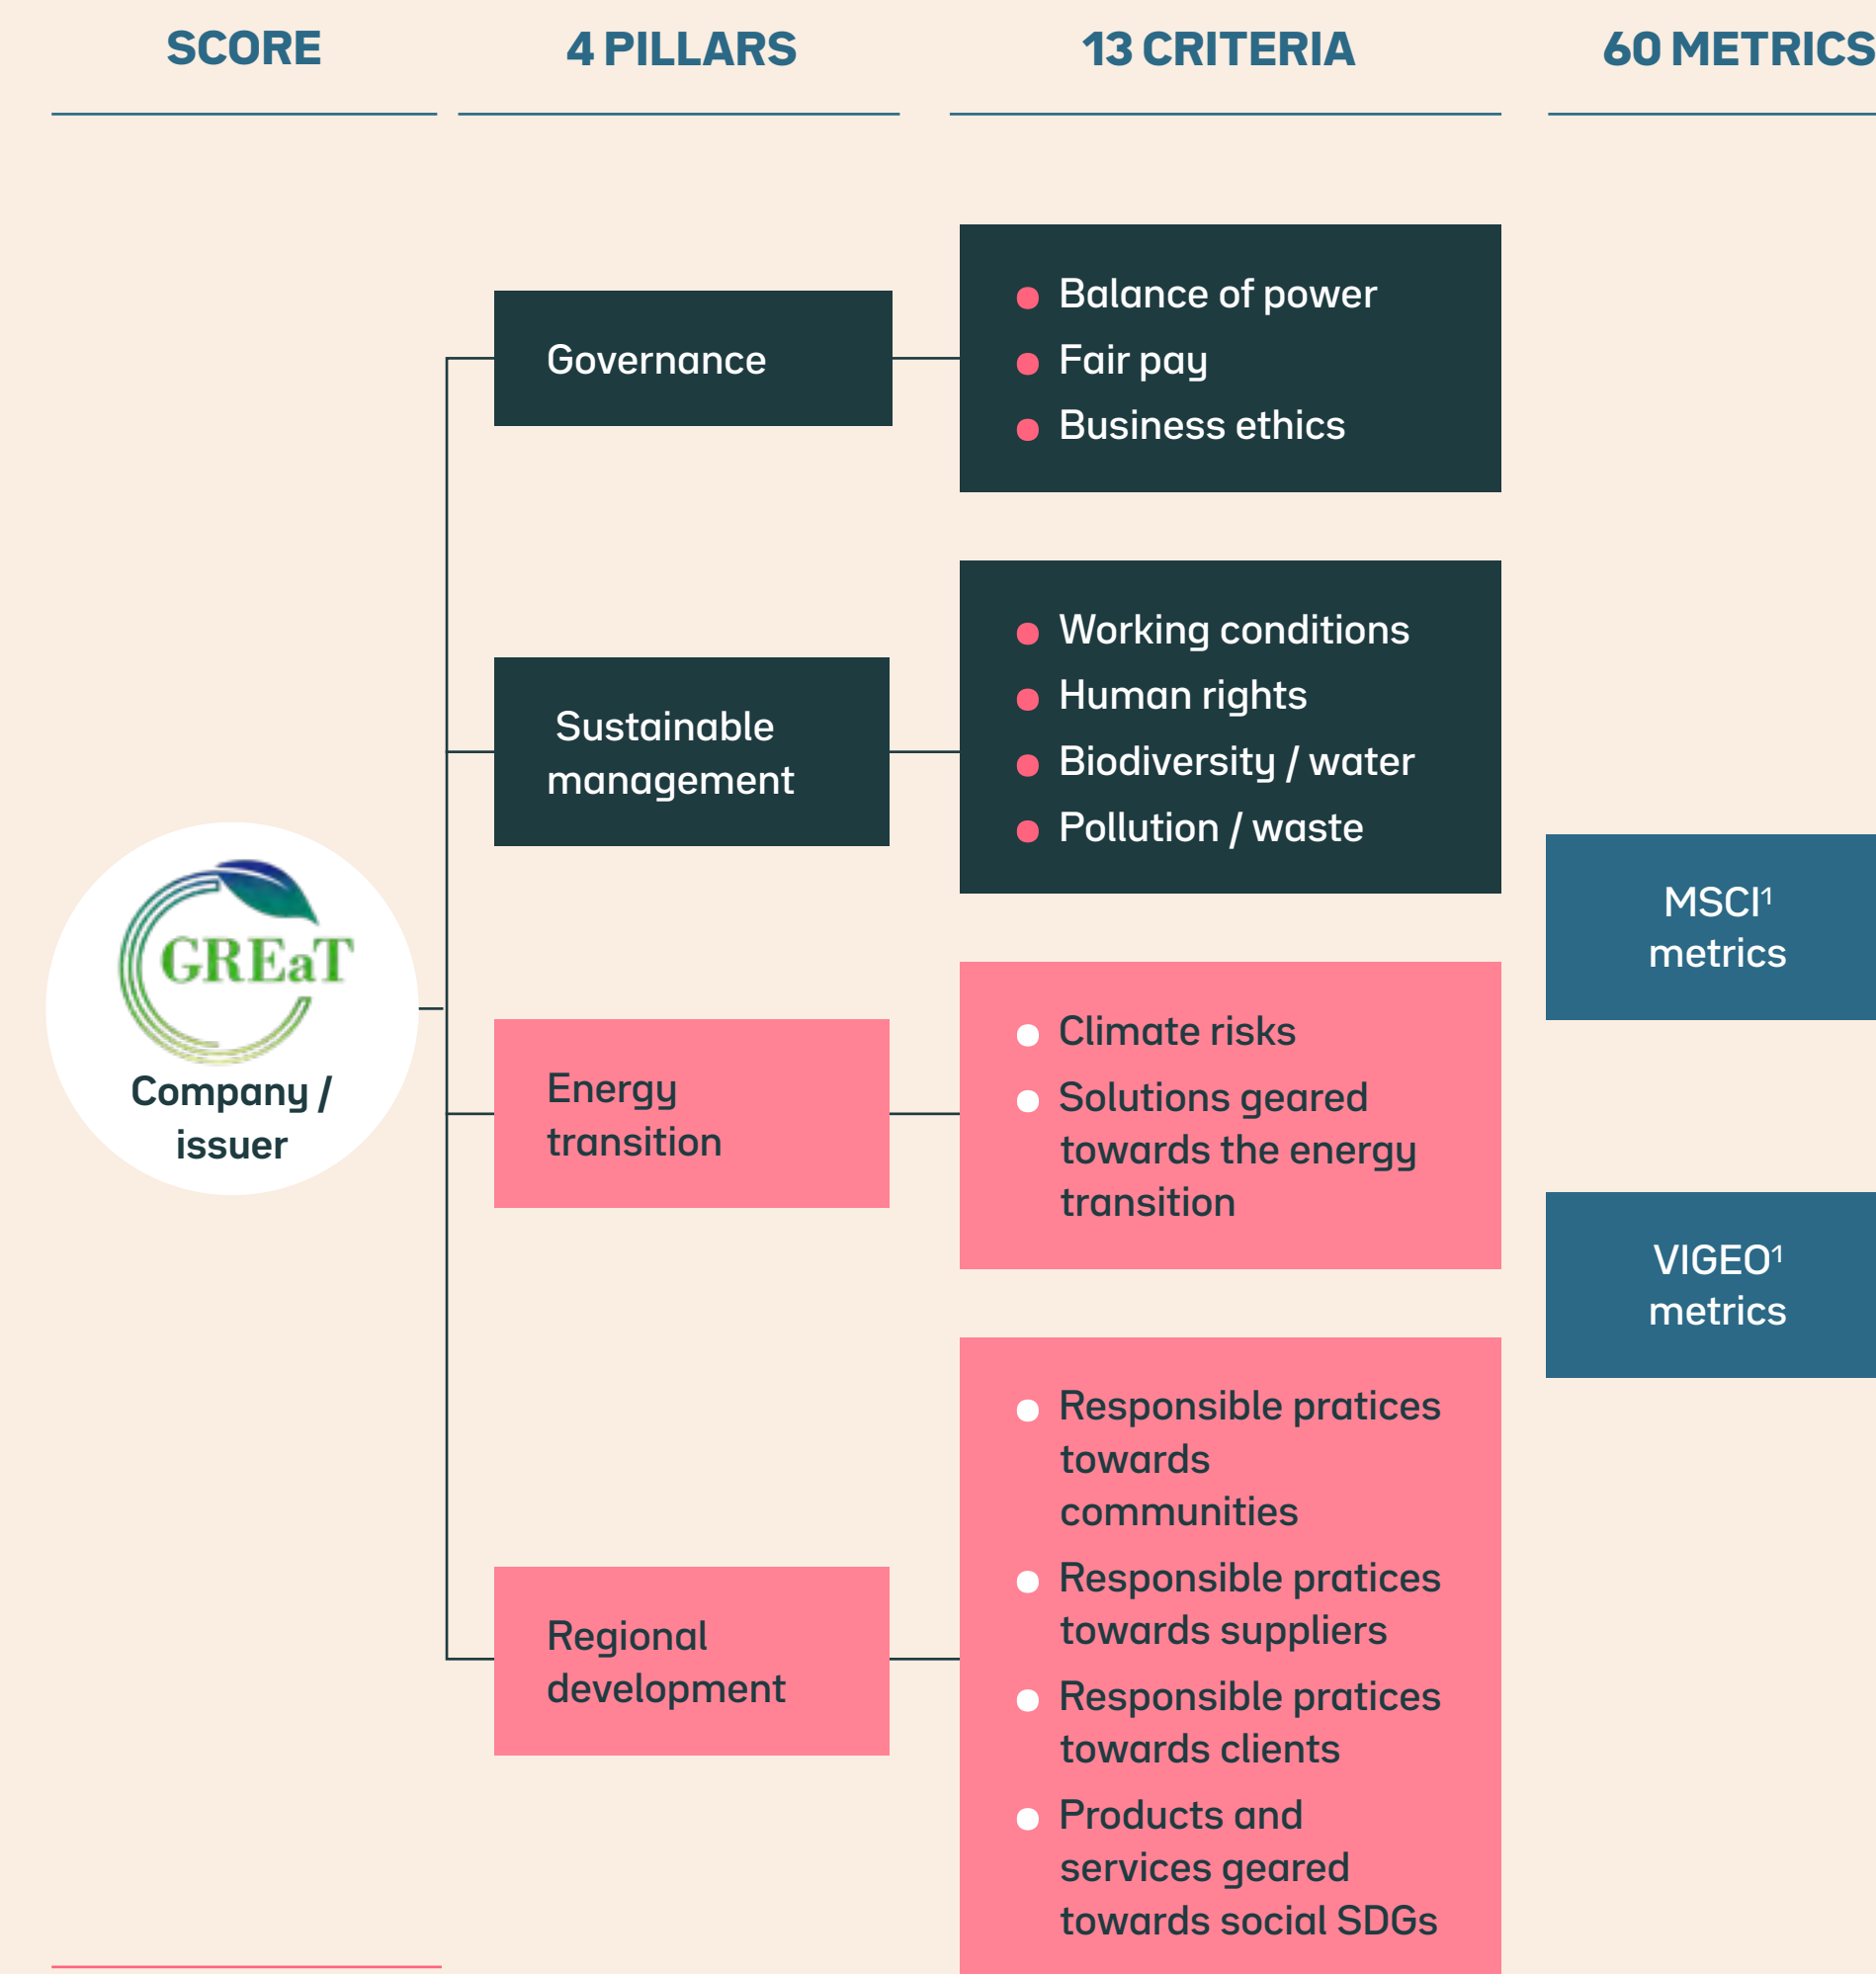 SCORE
4 PILLARS
13 CRITERIA
60 METRICS
GREaT
Company /
issuer
Governance
Balance of power
Fair pay
Business ethics
Sustainable
management
Working conditions
Human rights
Biodiversity / water
Pollution / waste
Energy
transition
Climate risks
Solutions geared
towards the energy
transition
Regional
development
Responsible pratices
towards
communities
Responsible pratices
towards suppliers
Responsible pratices
towards clients
Products and
services geared
towards social SDGs
MSCI¹
metrics
VIGEO¹
metrics